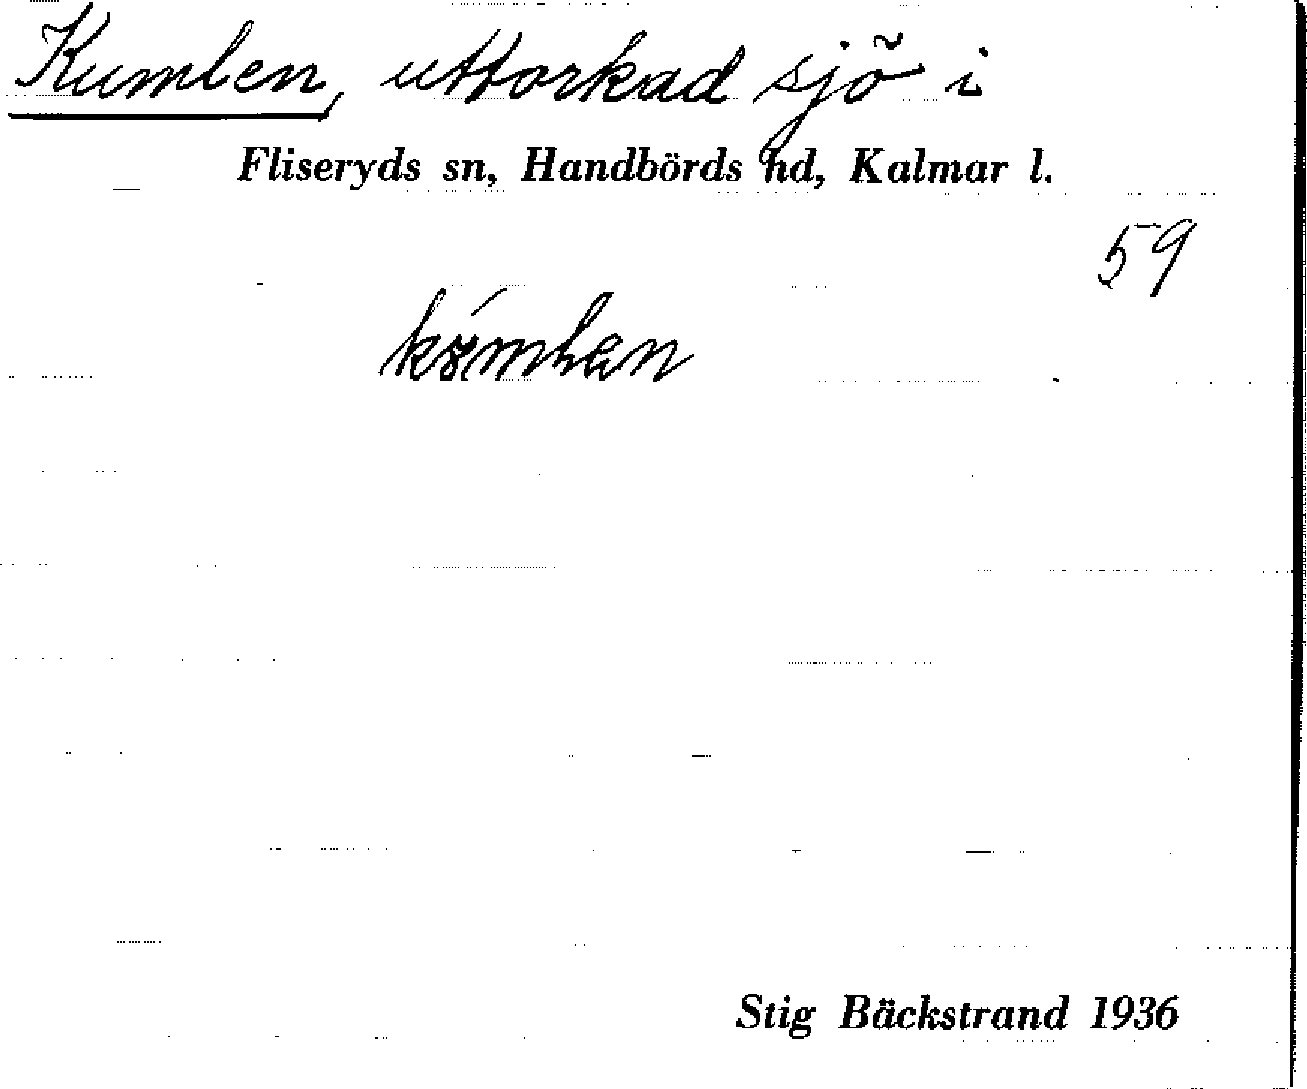 Kumlen, uttorkad sjö i
Fliseryds sn, Handbörds hd, Kalmar l.
59
Stig Bäckstrand 1936